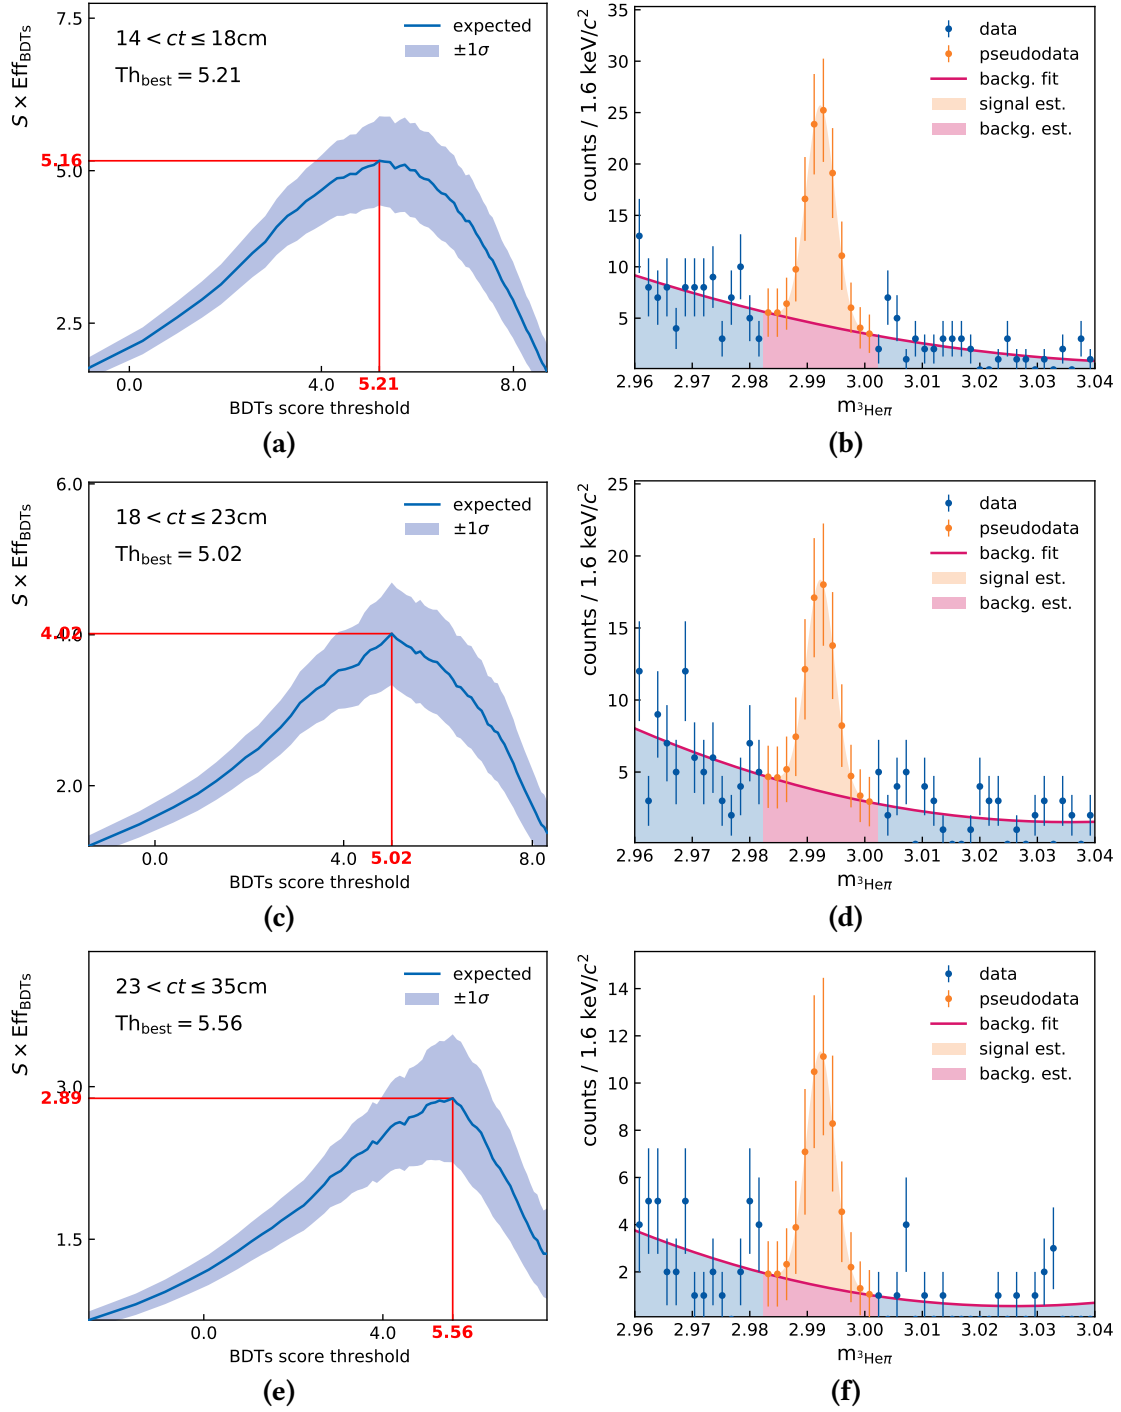 7.5
5.0
2.5
5.16
S × Eff_BDTs
14 < ct ≤ 18cm
Th_best = 5.21
expected
±1σ
0.0 4.0 8.0
5.21
BDTs score threshold
(a)
35
30
25
20
15
10
5
counts / 1.6 keV/c²
data
pseudodata
backg. fit
signal est.
backg. est.
2.96 2.97 2.98 2.99 3.00 3.01 3.02 3.03 3.04
m³Heπ
(b)
6.0
4.0
2.0
4.02
S × Eff_BDTs
18 < ct ≤ 23cm
Th_best = 5.02
expected
±1σ
0.0 4.0 8.0
5.02
BDTs score threshold
(c)
25
20
15
10
5
counts / 1.6 keV/c²
data
pseudodata
backg. fit
signal est.
backg. est.
2.96 2.97 2.98 2.99 3.00 3.01 3.02 3.03 3.04
m³Heπ
(d)
3.0
1.5
2.89
S × Eff_BDTs
23 < ct ≤ 35cm
Th_best = 5.56
expected
±1σ
0.0 4.0
5.56
BDTs score threshold
(e)
14
12
10
8
6
4
2
counts / 1.6 keV/c²
data
pseudodata
backg. fit
signal est.
backg. est.
2.96 2.97 2.98 2.99 3.00 3.01 3.02 3.03 3.04
m³Heπ
(f)